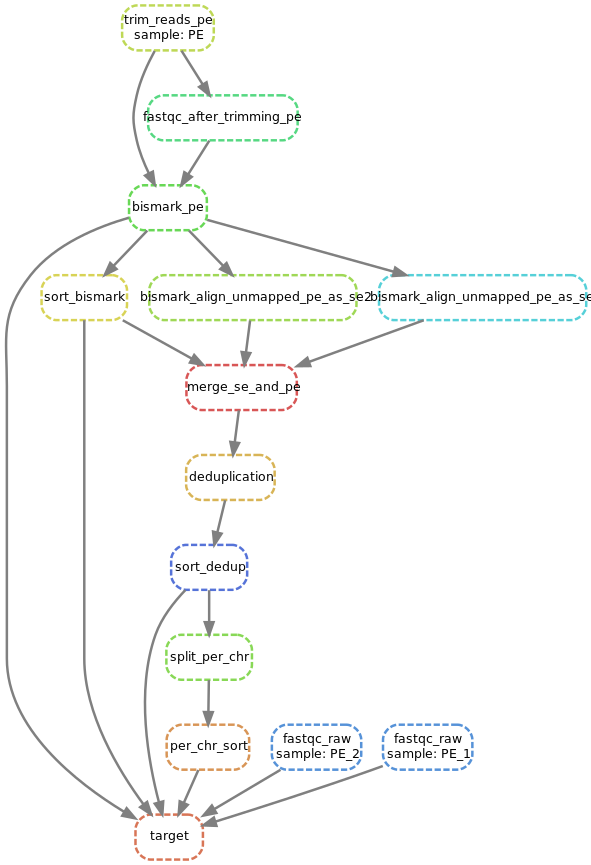 trim_reads_pe
sample: PE
fastqc_after_trimming_pe
bismark_pe
sort_bismark
bismark_align_unmapped_pe_as_se2
bismark_align_unmapped_pe_as_se
merge_se_and_pe
deduplication
sort_dedup
split_per_chr
per_chr_sort
fastqc_raw
sample: PE_2
fastqc_raw
sample: PE_1
target